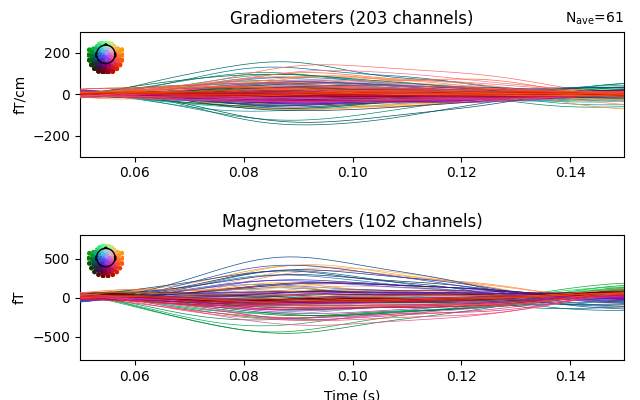 Gradiometers (203 channels)
N_ave=61
200
0
−200
fT/cm
0.06 0.08 0.10 0.12 0.14
Magnetometers (102 channels)
500
0
−500
fT
0.06 0.08 0.10 0.12 0.14
Time (s)